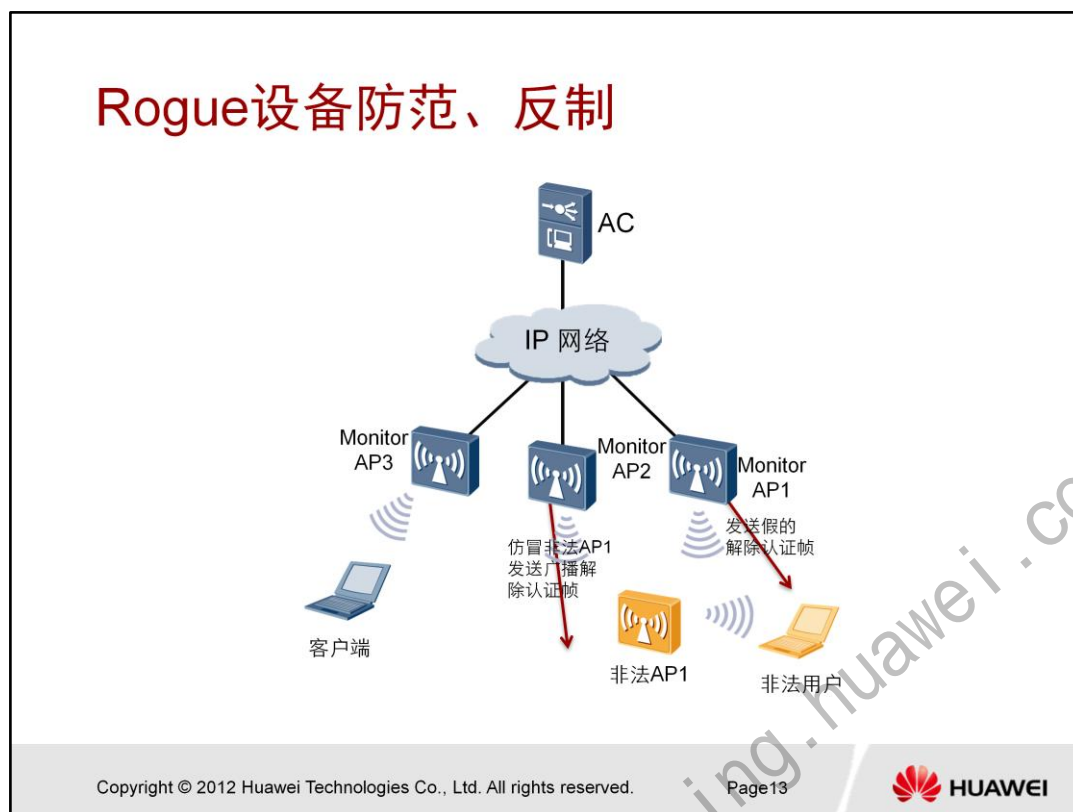 Rogue设备防范、反制
AC
IP 网络
Monitor
AP3
Monitor
AP2
Monitor
AP1
仿冒非法AP1
发送广播解
除认证帧
发送假的
解除认证帧
客户端
非法AP1
非法用户
ing.huawei.co
Copyright © 2012 Huawei Technologies Co., Ltd. All rights reserved.
Page13
HUAWEI